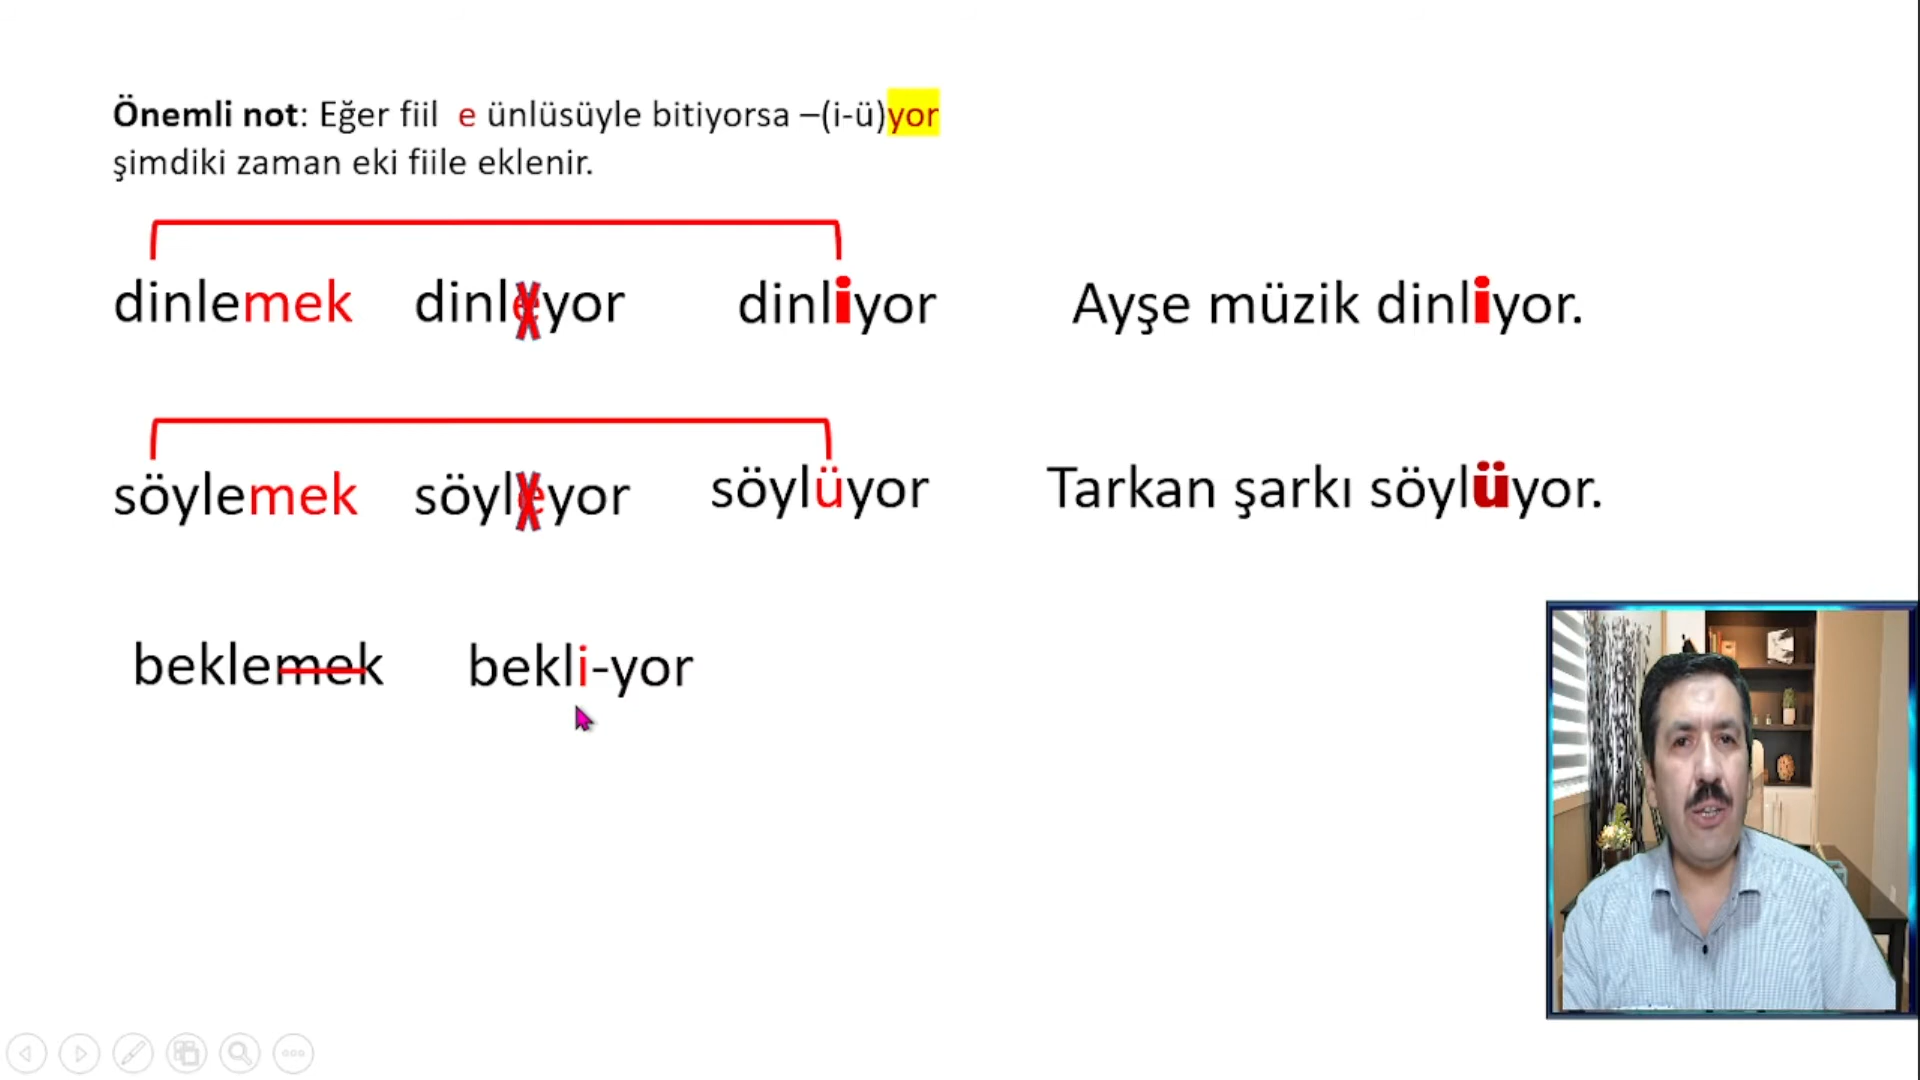 Önemli not: Eğer fiil e ünlüsüyle bitiyorsa –(i-ü)yor
şimdiki zaman eki fiile eklenir.
dinlemek dinleyor dinliyor Ayşe müzik dinliyor.
söylemek söyleyor söylüyor Tarkan şarkı söylüyor.
beklemek bekli-yor